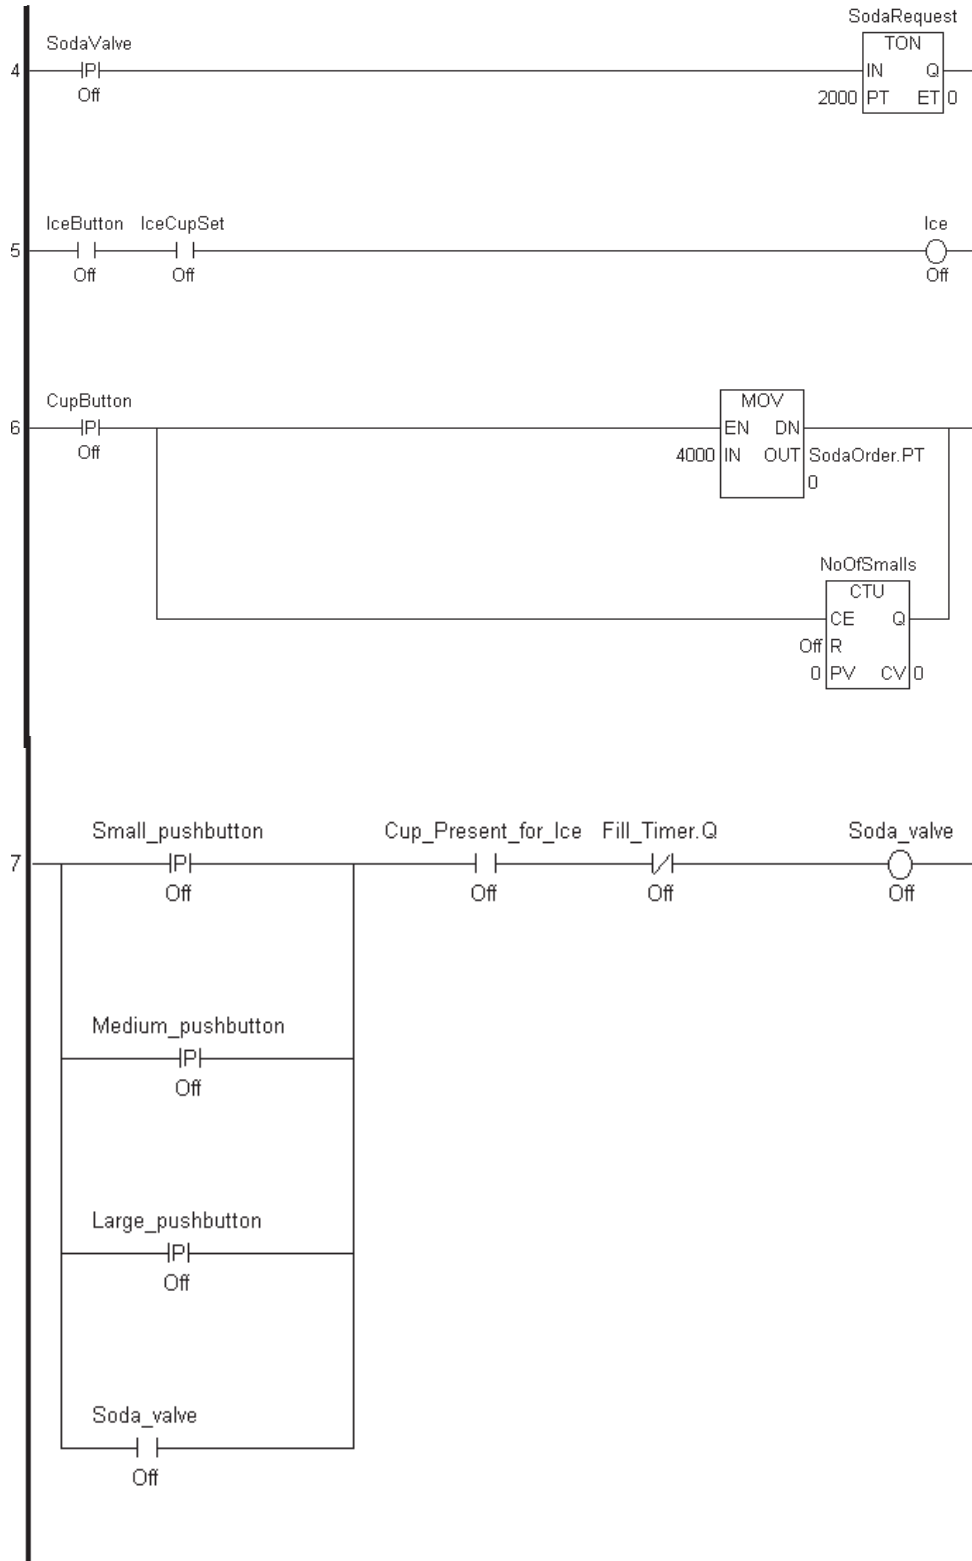 SodaRequest
TON
SodaValve
4
P
IN Q
Off
2000 PT ET 0
IceButton IceCupSet Ice
5
Off Off Off
CupButton
MOV
6
P
EN DN
Off
4000 IN OUT SodaOrder.PT
0
NoOfSmalls
CTU
CE Q
Off R
0 PV CV 0
Small_pushbutton Cup_Present_for_Ice Fill_Timer.Q Soda_valve
7
P
Off Off Off Off
Medium_pushbutton
P
Off
Large_pushbutton
P
Off
Soda_valve
Off